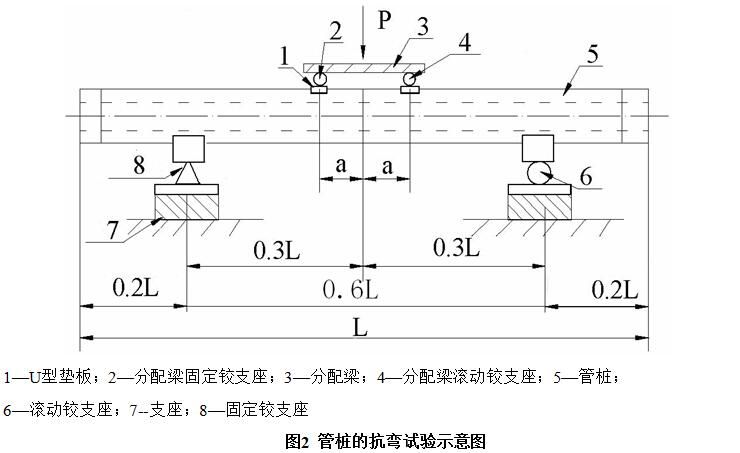 P
1
2
3
4
5
8
a
a
6
7
0.3L
0.3L
0.2L
0.6L
0.2L
L
1—U型垫板；2—分配梁固定铰支座；3—分配梁；4—分配梁滚动铰支座；5—管桩；
6—滚动铰支座；7--支座；8—固定铰支座
图2 管桩的抗弯试验示意图